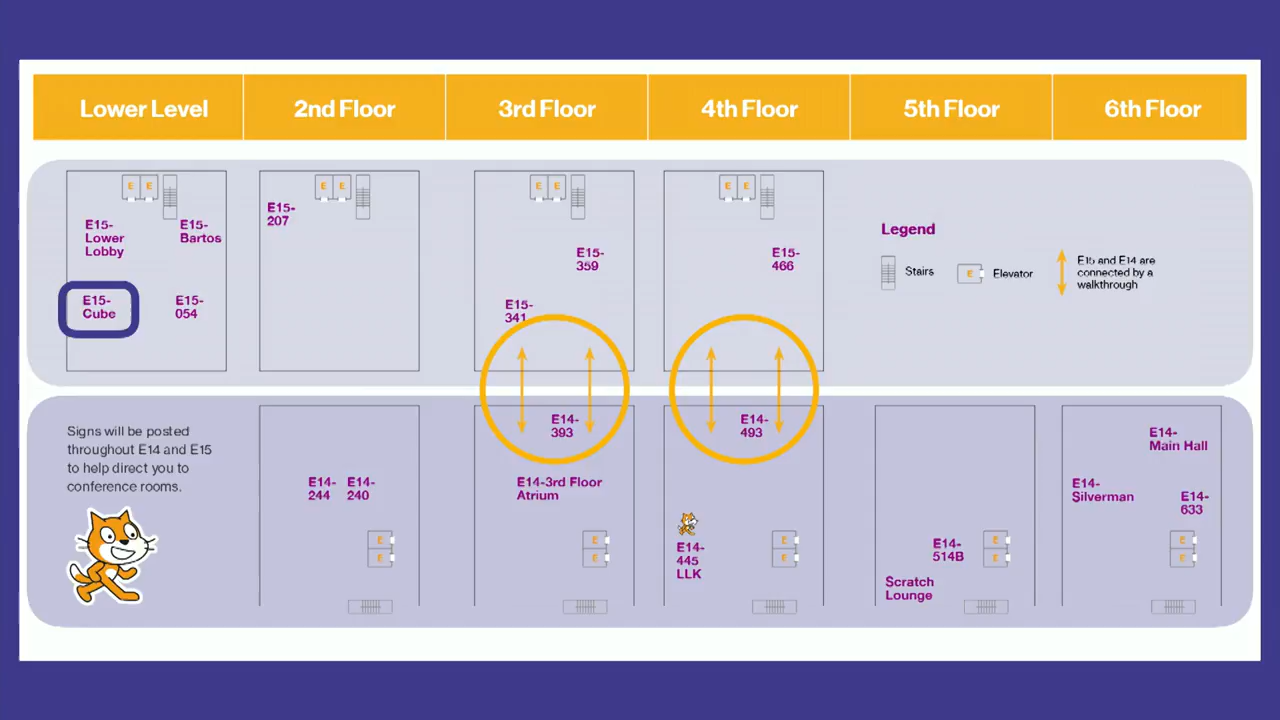 Lower Level
2nd Floor
3rd Floor
4th Floor
5th Floor
6th Floor
E E
E15-
Lower
Lobby
E15-
Bartos
E15-
Cube
E15-
054
E E
E15-
207
E E
E15-
359
E15-
341
E E
E15-
466
Legend
Stairs
E
Elevator
E15 and E14 are
connected by a
walkthrough
Signs will be posted
throughout E14 and E15
to help direct you to
conference rooms.
E14-
244
E14-
240
E
E
E14-
393
E14-3rd Floor
Atrium
E
E
E14-
493
E14-
445
LLK
E
E
E14-
514B
Scratch
Lounge
E
E
E14-
Main Hall
E14-
Silverman
E14-
633
E
E